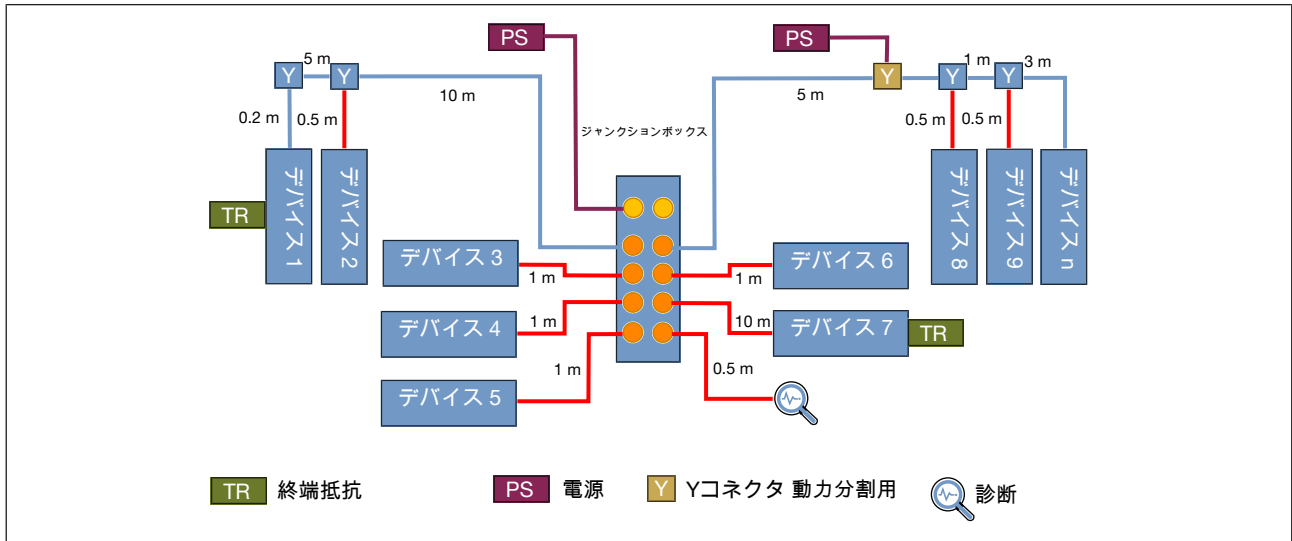 PS
PS
5 m
1 m
3 m
Y
Y
Y
Y
Y
10 m
5 m
0.2 m
0.5 m
0.5 m
0.5 m
ジャンクションボックス
デバイス 1
デバイス 2
デバイス 8
デバイス 9
デバイス n
TR
デバイス 3
デバイス 6
1 m
1 m
デバイス 4
1 m
10 m
デバイス 7
TR
1 m
0.5 m
デバイス 5
TR
終端抵抗
PS
電源
Y
Yコネクタ 動力分割用
診断